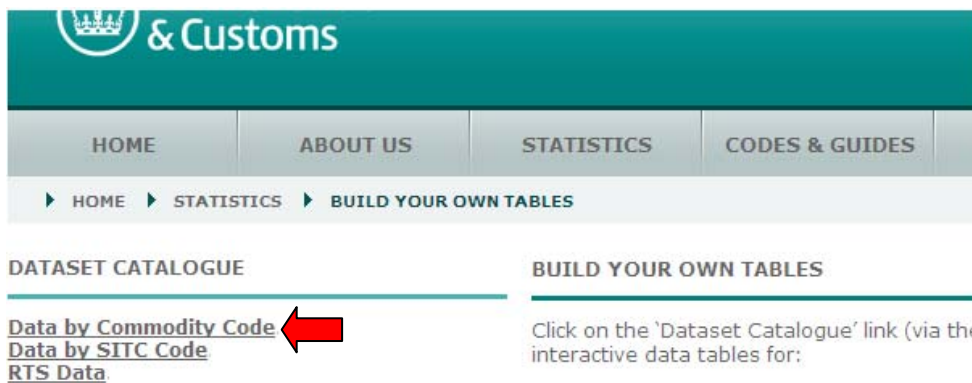 & Customs
HOME ABOUT US STATISTICS CODES & GUIDES
HOME STATISTICS BUILD YOUR OWN TABLES
DATASET CATALOGUE
Data by Commodity Code
Data by SITC Code
RTS Data
BUILD YOUR OWN TABLES
Click on the `Dataset Catalogue´ link (via the
interactive data tables for: